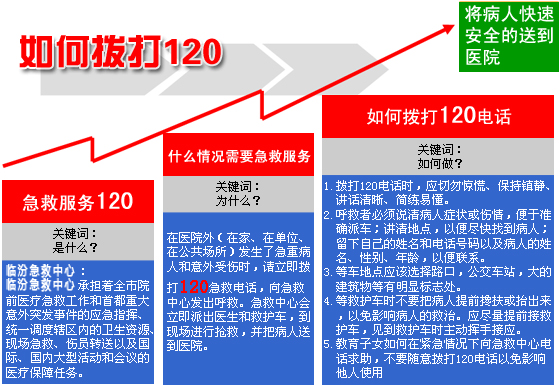 如何拨打120
将病人快速
安全的送到
医院
急救服务120
关键词：
是什么？
临汾急救中心：
临汾急救中心承担着全市院
前医疗急救工作和首都重大
意外突发事件的应急指挥、
统一调度辖区内的卫生资源、
现场急救、伤员转送以及国
际、国内大型活动和会议的
医疗保障任务。
什么情况需要急救服务
关键词：
为什么？
在医院外（在家、在单位、
在公共场所）发生了急重病
人和意外受伤时，请立即拨
打120急救电话，向急救
中心发出呼救。急救中心会
立即派出医生和救护车，到
现场进行抢救，并把病人送
到医院。
如何拨打120电话
关键词：
如何做？
1. 拨打120电话时，应切勿惊慌、保持镇静、
讲话清晰、简练易懂。
2. 呼救者必须说清病人症状或伤情，便于准
确派车；讲清地点，以便尽快找到病人；
留下自己的姓名和电话号码以及病人的姓
名、性别、年龄，以便联系。
3. 等车地点应该选择路口，公交车站，大的
建筑物等有明显标志处。
4. 等救护车时不要把病人提前搀扶或抬出来
，以免影响病人的救治。应尽量提前接救
护车，见到救护车时主动挥手接应。
5. 教育子女如何在紧急情况下向急救中心电
话求助，不要随意拨打120电话以免影响
他人使用